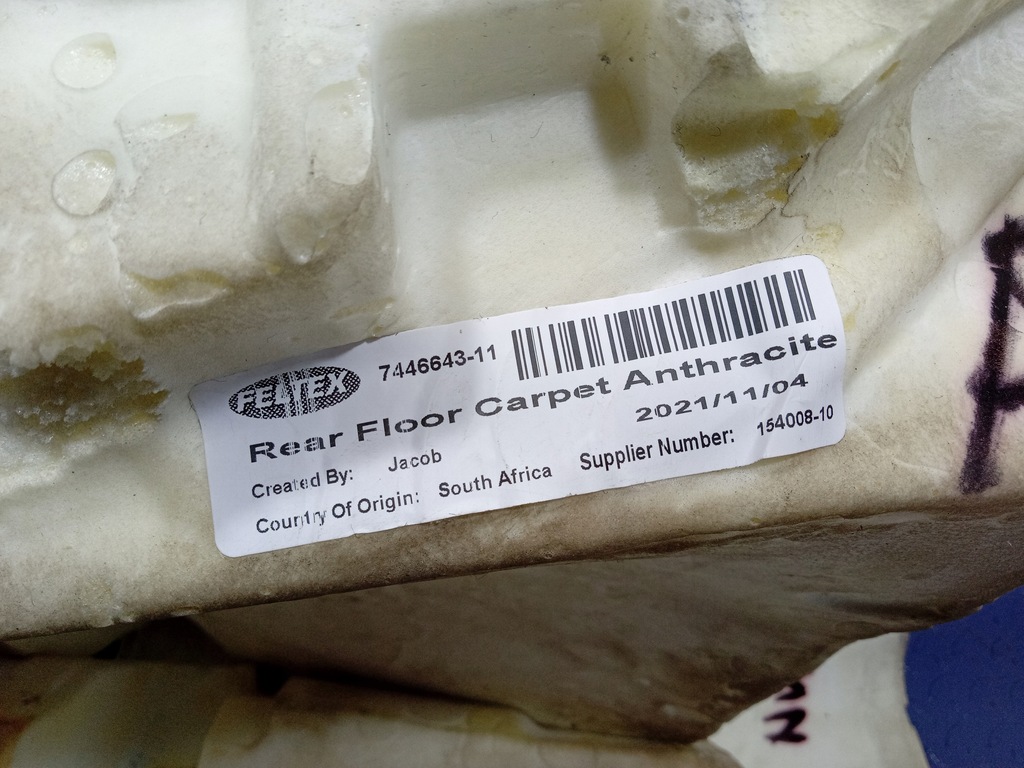 FELTEX 7446643-11
Rear Floor Carpet Anthracite
2021/11/04
Created By: Jacob
Country Of Origin: South Africa Supplier Number: 154008-10